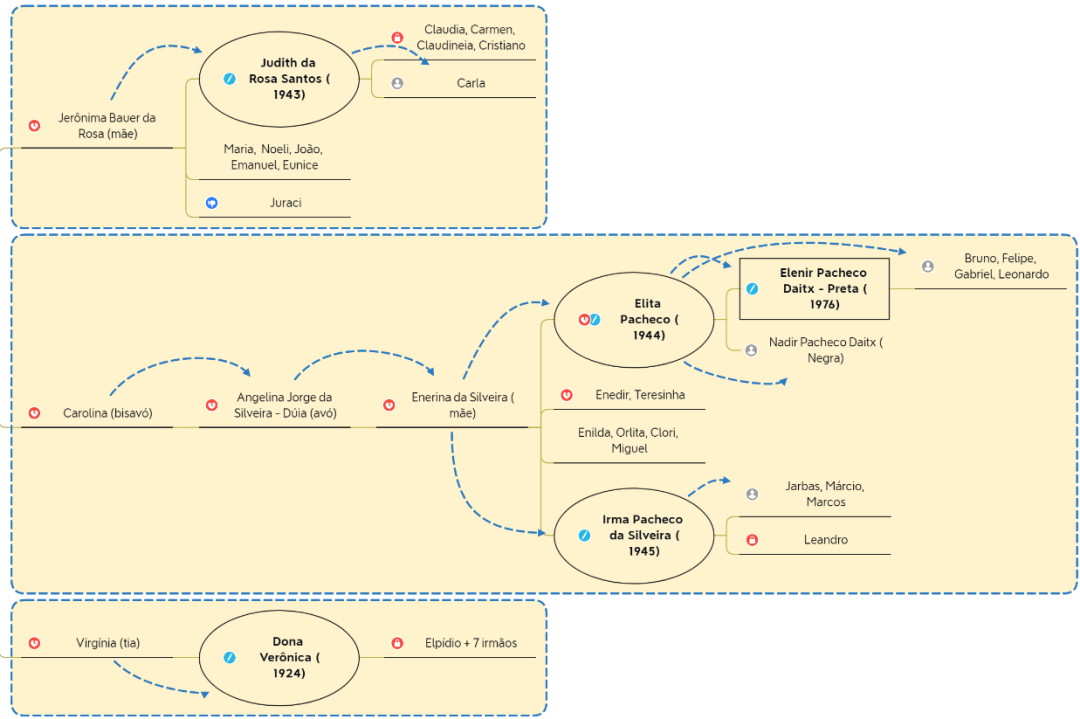 Claudia, Carmen,
Claudineia, Cristiano
Judith da
Rosa Santos (
1943)
Carla
Jerônima Bauer da
Rosa (mãe)
Maria, Noeli, João,
Emanuel, Eunice
Juraci
Bruno, Felipe,
Gabriel, Leonardo
Elenir Pacheco
Daitx - Preta (
1976)
Elita
Pacheco (
1944)
Nadir Pacheco Daitx (
Negra)
Carolina (bisavó)
Angelina Jorge da
Silveira - Dúia (avó)
Enerina da Silveira (
mãe)
Enedir, Teresinha
Enilda, Orlita, Clori,
Miguel
Jarbas, Márcio,
Marcos
Irma Pacheco
da Silveira (
1945)
Leandro
Virgínia (tia)
Dona
Verônica (
1924)
Elpídio + 7 irmãos